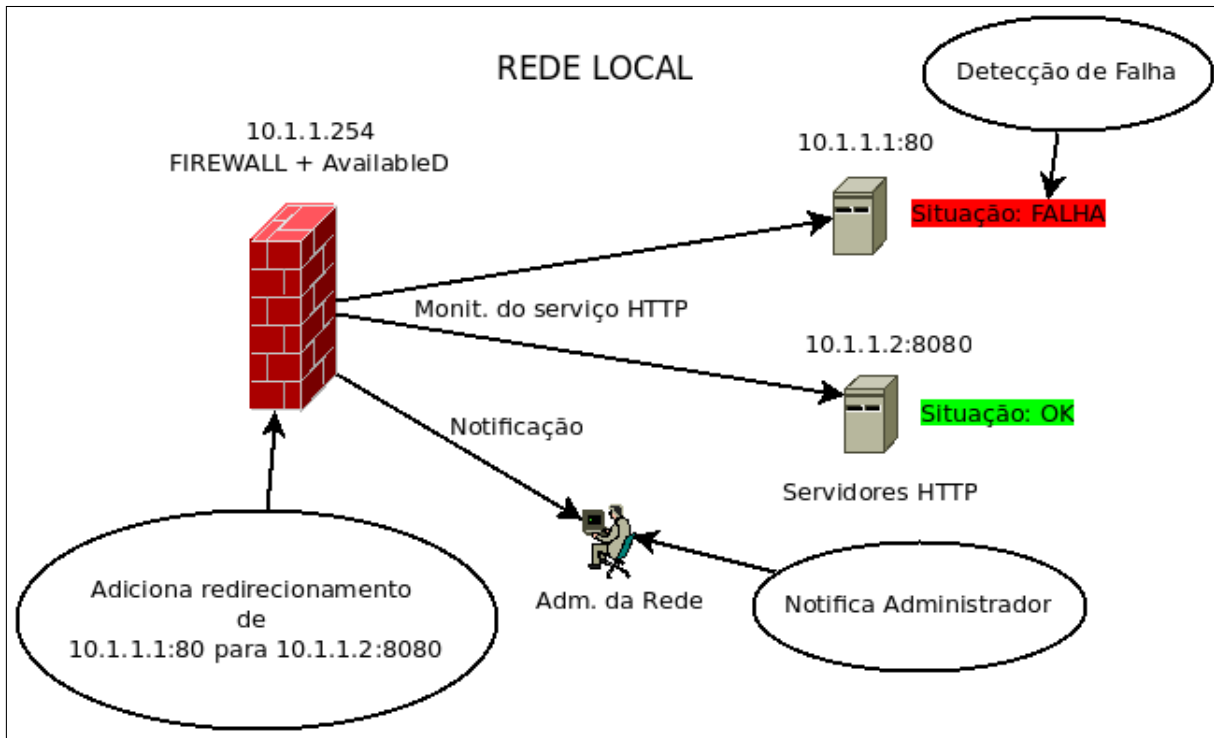 REDE LOCAL
Detecção de Falha
10.1.1.254
FIREWALL + AvailableD
10.1.1.1:80
Situação: FALHA
Monit. do serviço HTTP
10.1.1.2:8080
Situação: OK
Notificação
Servidores HTTP
Adiciona redirecionamento
de
10.1.1.1:80 para 10.1.1.2:8080
Adm. da Rede
Notifica Administrador